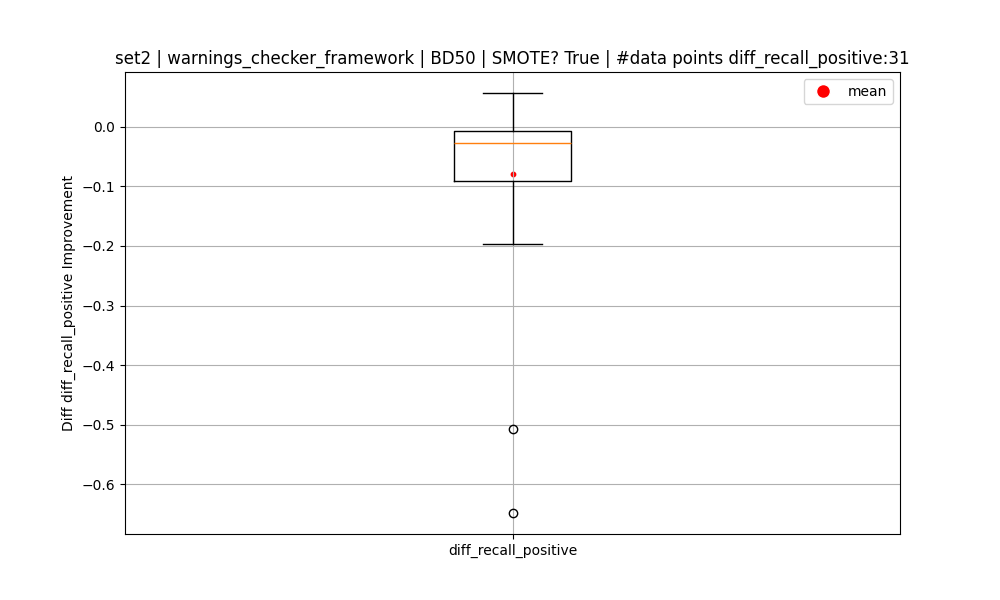 set2 | warnings_checker_framework | BD50 | SMOTE? True | #data points diff_recall_positive:31
mean
Diff diff_recall_positive Improvement
0.0
−0.1
−0.2
−0.3
−0.4
−0.5
−0.6
diff_recall_positive